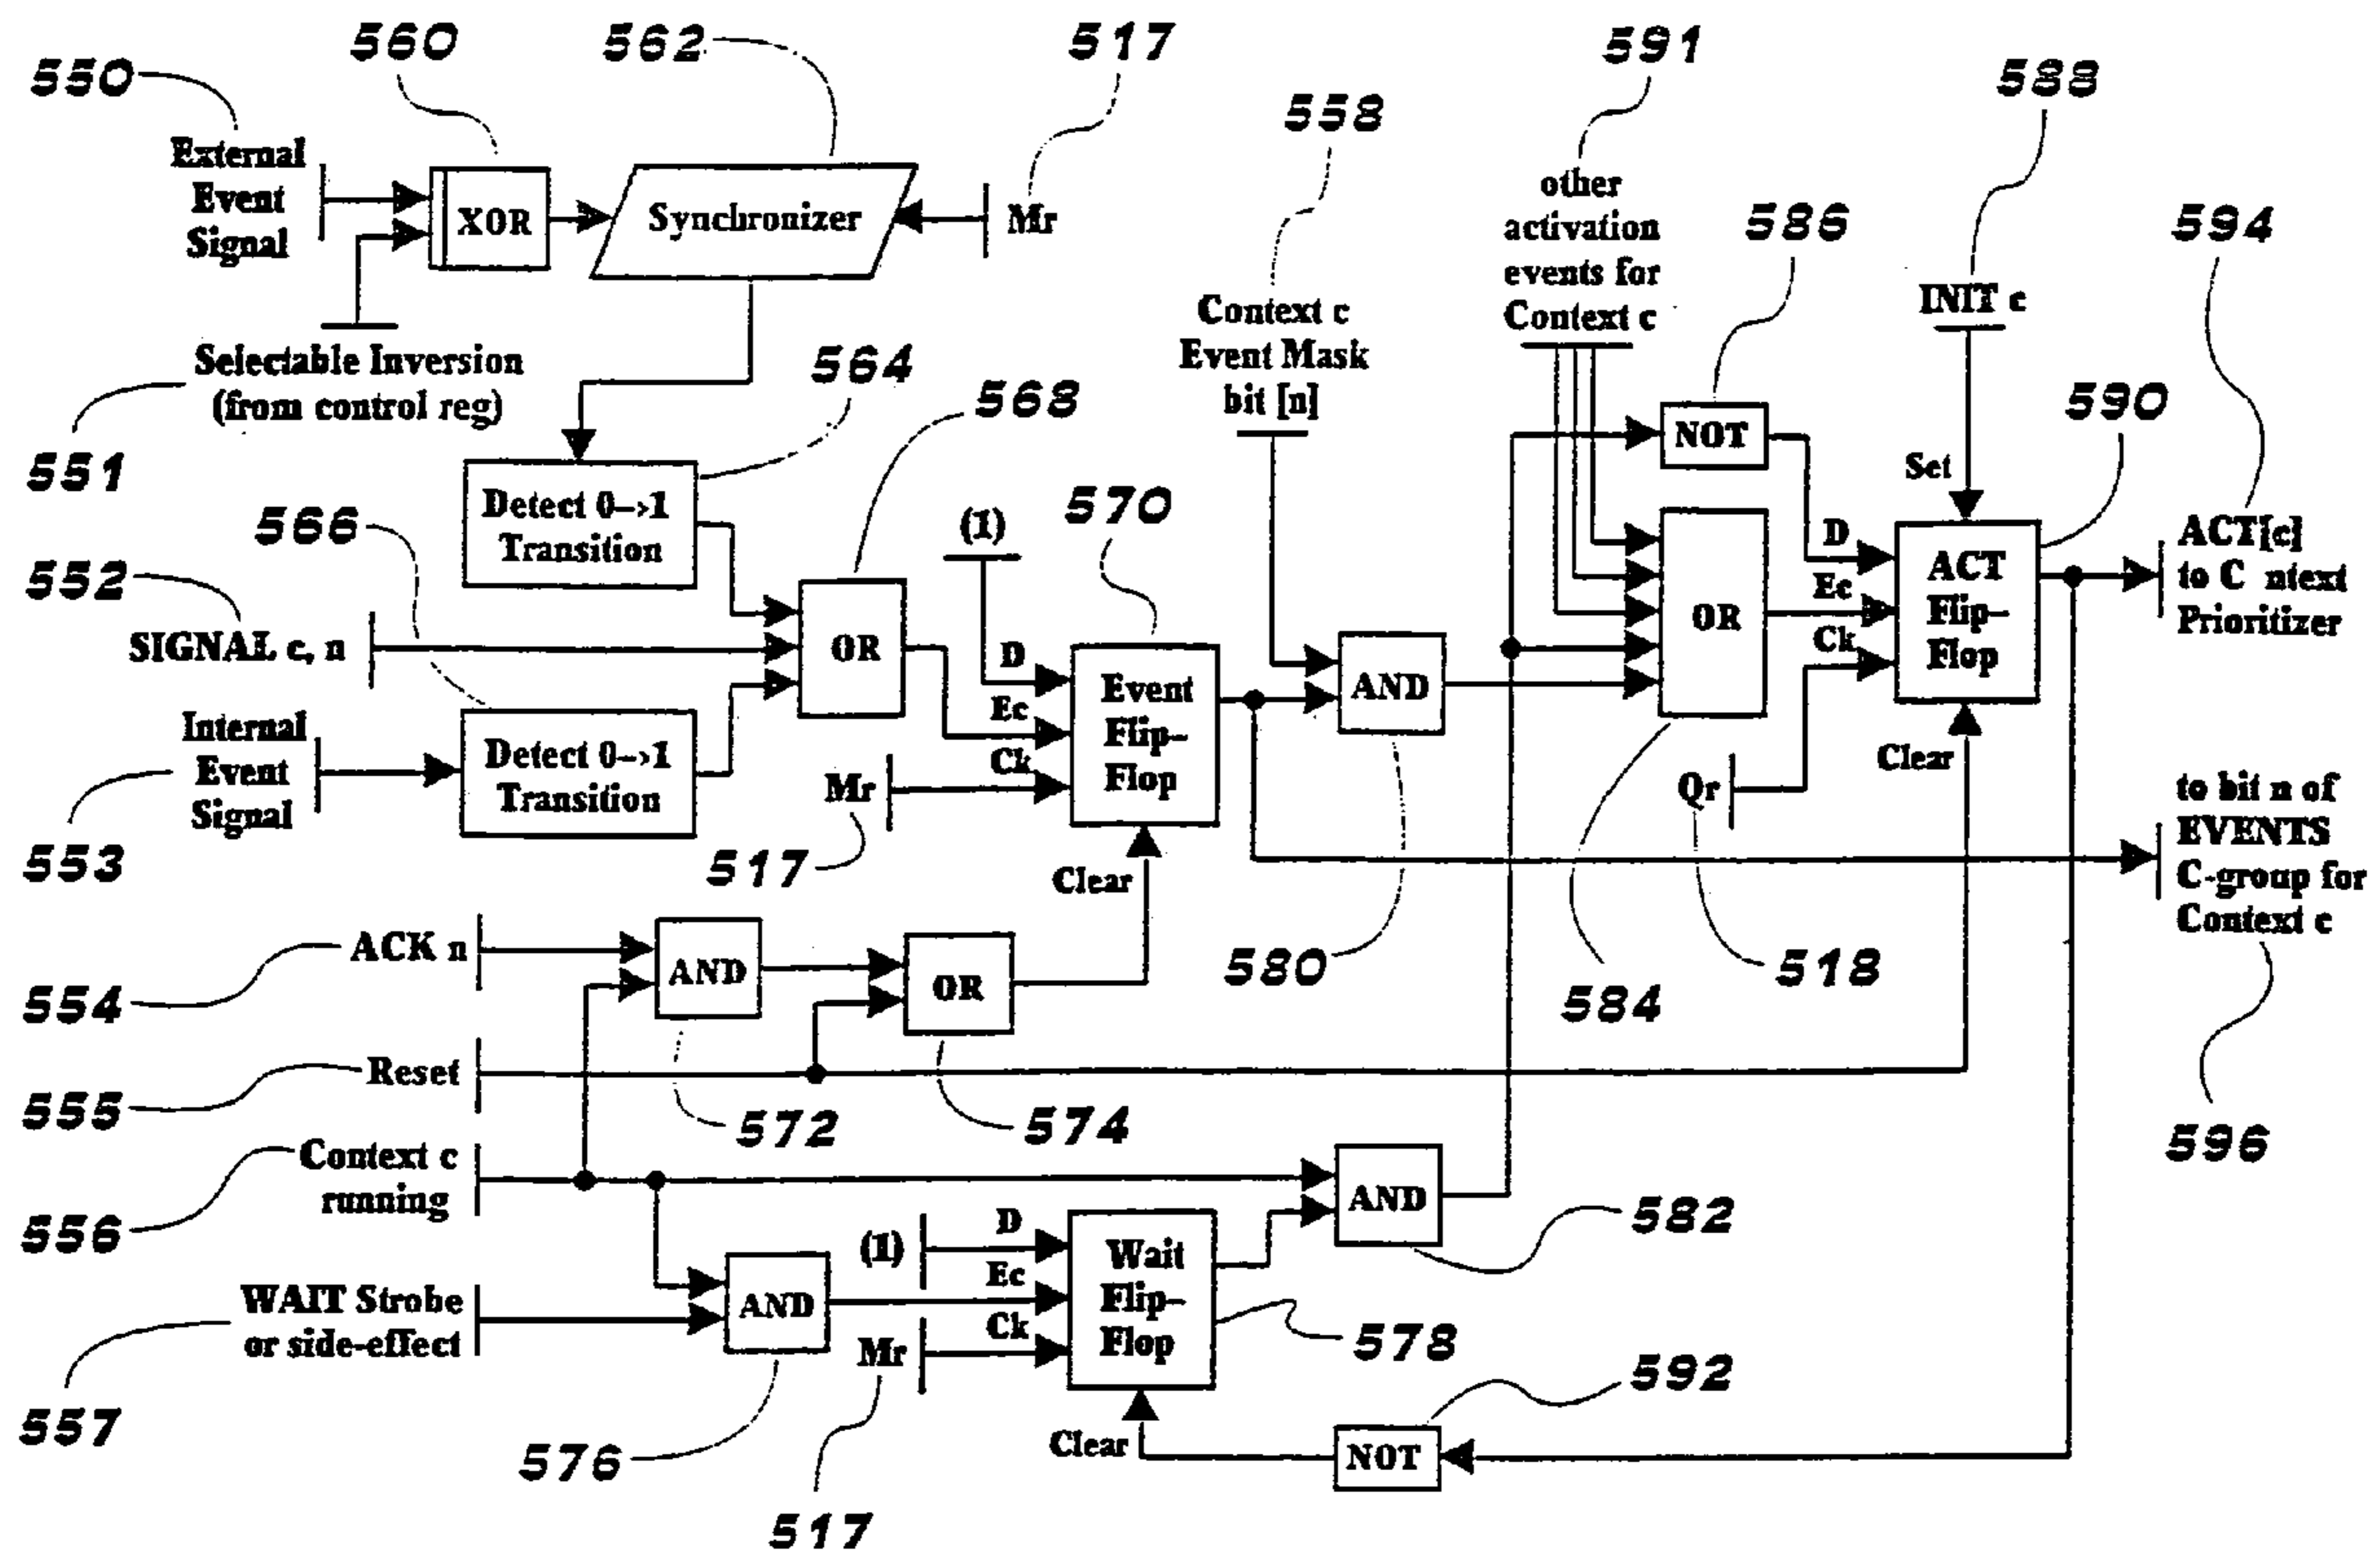 550
560
562
517
558
591
588
594
External
Event
Signal
XOR
Synchronizer
Mr
Selectable Inversion
(from control reg)
551
564
568
Context c
Event Mask
bit [n]
other
activation
events for
Context c
586
INIT c
590
NOT
Set
566
Detect 0->1
Transition
552
SIGNAL c, n
OR
(1)
570
D
Ec
Ck
Event
Flip-
Flop
AND
OR
D
Ec
Ck
ACT
Flip-
Flop
ACT[c]
to C ntext
Prioritizer
Internal
Event
Signal
553
Detect 0->1
Transition
Mr
517
Clear
580
Qr
518
584
Clear
to bit n of
EVENTS
C-group for
Context c
596
ACK n
554
AND
OR
Reset
555
572
574
Context c
running
556
AND
582
WAIT Strobe
or side-effect
557
AND
576
(1)
D
Ec
Ck
Mr
517
Wait
Flip-
Flop
578
Clear
NOT
592